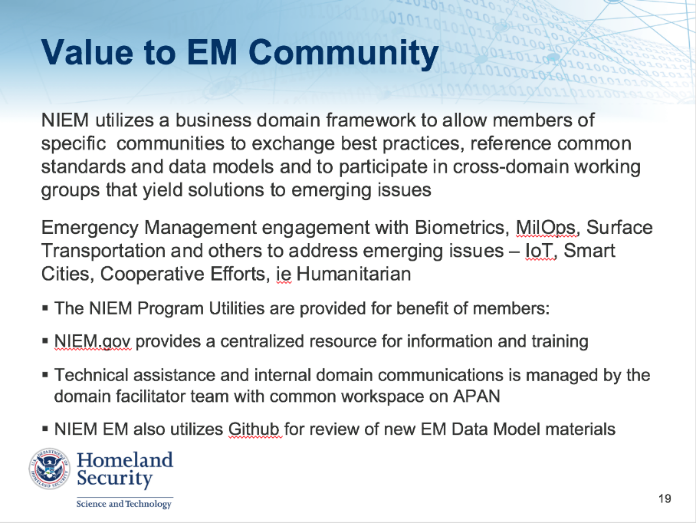 Value to EM Community
NIEM utilizes a business domain framework to allow members of
specific communities to exchange best practices, reference common
standards and data models and to participate in cross-domain working
groups that yield solutions to emerging issues
Emergency Management engagement with Biometrics, MilOps, Surface
Transportation and others to address emerging issues – IoT, Smart
Cities, Cooperative Efforts, ie Humanitarian
▪ The NIEM Program Utilities are provided for benefit of members:
▪ NIEM.gov provides a centralized resource for information and training
▪ Technical assistance and internal domain communications is managed by the
domain facilitator team with common workspace on APAN
▪ NIEM EM also utilizes Github for review of new EM Data Model materials
Homeland
Security
Science and Technology
19